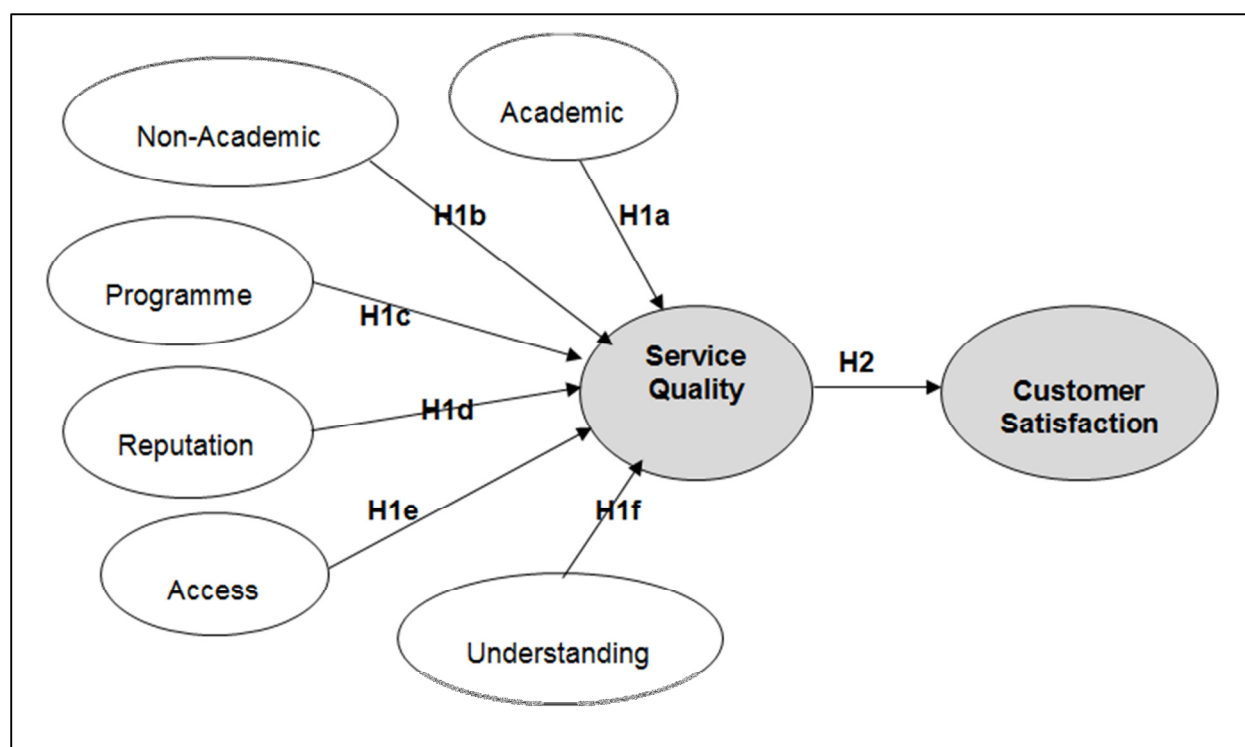 Academic
Non-Academic
H1b
H1a
Programme
H1c
Service
Quality
H2
Customer
Satisfaction
Reputation
H1d
H1e
H1f
Access
Understanding